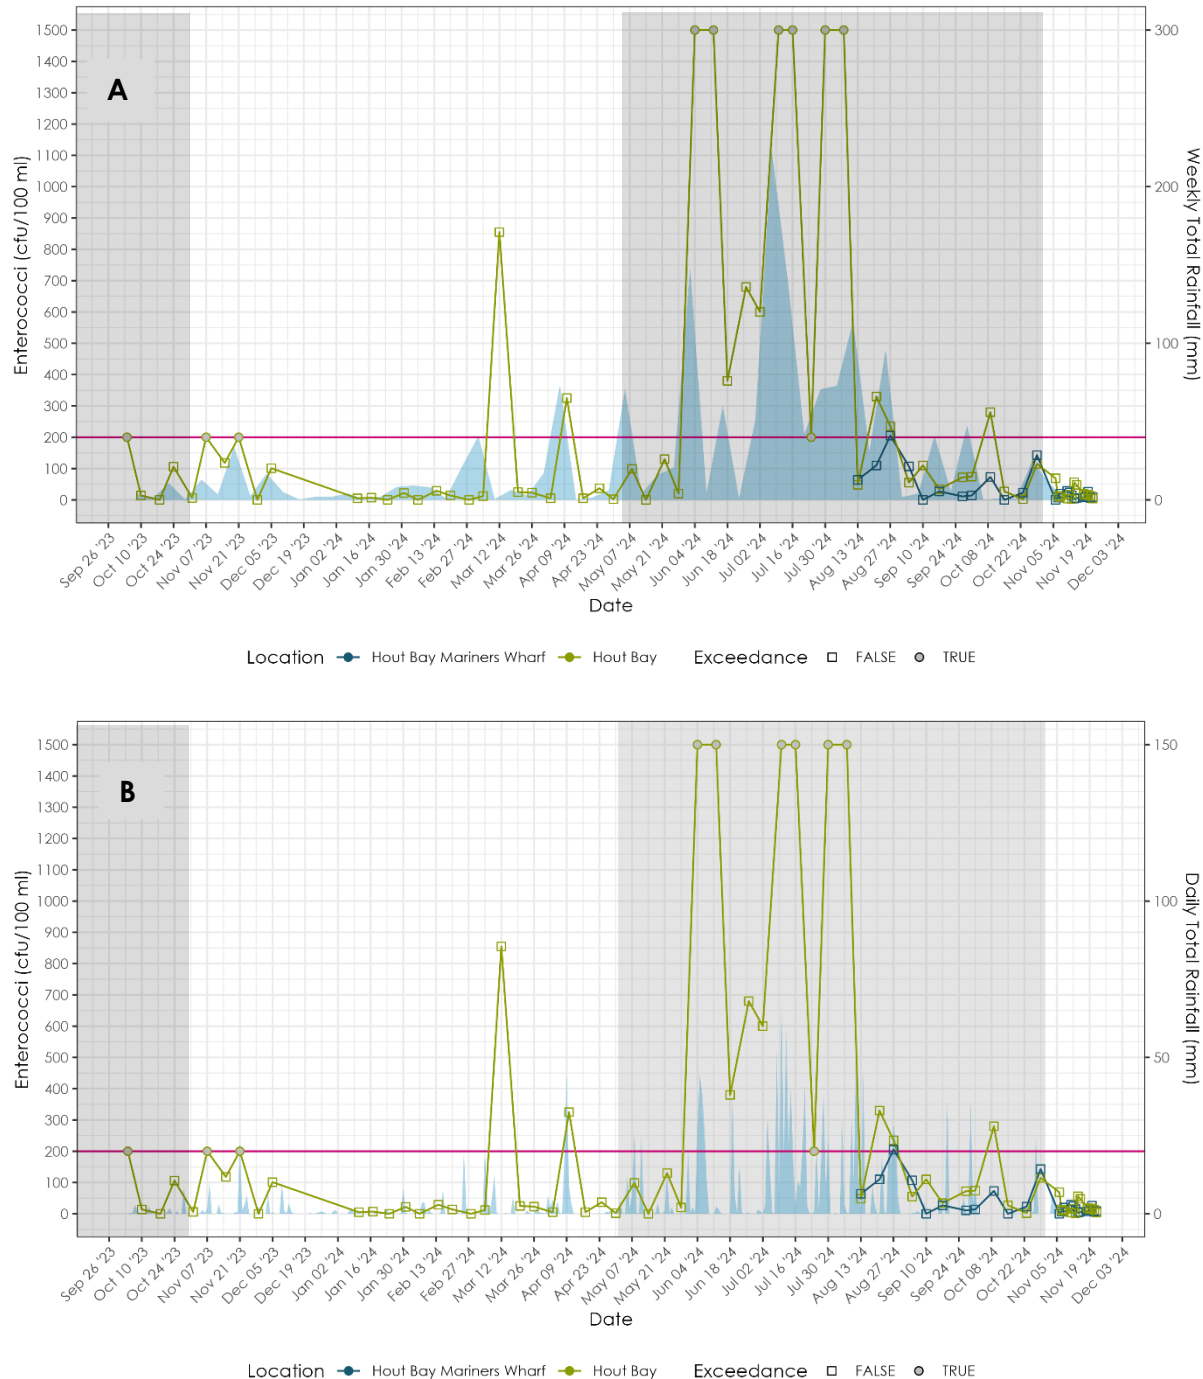 A
Enterococci (cfu/100 ml)
1500
1400
1300
1200
1100
1000
900
800
700
600
500
400
300
200
100
0
300
200
100
0
Weekly Total Rainfall (mm)
Sep 26 '23
Oct 10 '23
Oct 24 '23
Nov 07 '23
Nov 21 '23
Dec 05 '23
Dec 19 '23
Jan 02 '24
Jan 16 '24
Jan 30 '24
Feb 13 '24
Feb 27 '24
Mar 12 '24
Mar 26 '24
Apr 09 '24
Apr 23 '24
May 07 '24
May 21 '24
Jun 04 '24
Jun 18 '24
Jul 02 '24
Jul 16 '24
Jul 30 '24
Aug 13 '24
Aug 27 '24
Sep 10 '24
Sep 24 '24
Oct 08 '24
Oct 22 '24
Nov 05 '24
Nov 19 '24
Dec 03 '24
Date
Location Hout Bay Mariners Wharf Hout Bay Exceedance FALSE TRUE
B
Enterococci (cfu/100 ml)
1500
1400
1300
1200
1100
1000
900
800
700
600
500
400
300
200
100
0
150
100
50
0
Daily Total Rainfall (mm)
Sep 26 '23
Oct 10 '23
Oct 24 '23
Nov 07 '23
Nov 21 '23
Dec 05 '23
Dec 19 '23
Jan 02 '24
Jan 16 '24
Jan 30 '24
Feb 13 '24
Feb 27 '24
Mar 12 '24
Mar 26 '24
Apr 09 '24
Apr 23 '24
May 07 '24
May 21 '24
Jun 04 '24
Jun 18 '24
Jul 02 '24
Jul 16 '24
Jul 30 '24
Aug 13 '24
Aug 27 '24
Sep 10 '24
Sep 24 '24
Oct 08 '24
Oct 22 '24
Nov 05 '24
Nov 19 '24
Dec 03 '24
Date
Location Hout Bay Mariners Wharf Hout Bay Exceedance FALSE TRUE